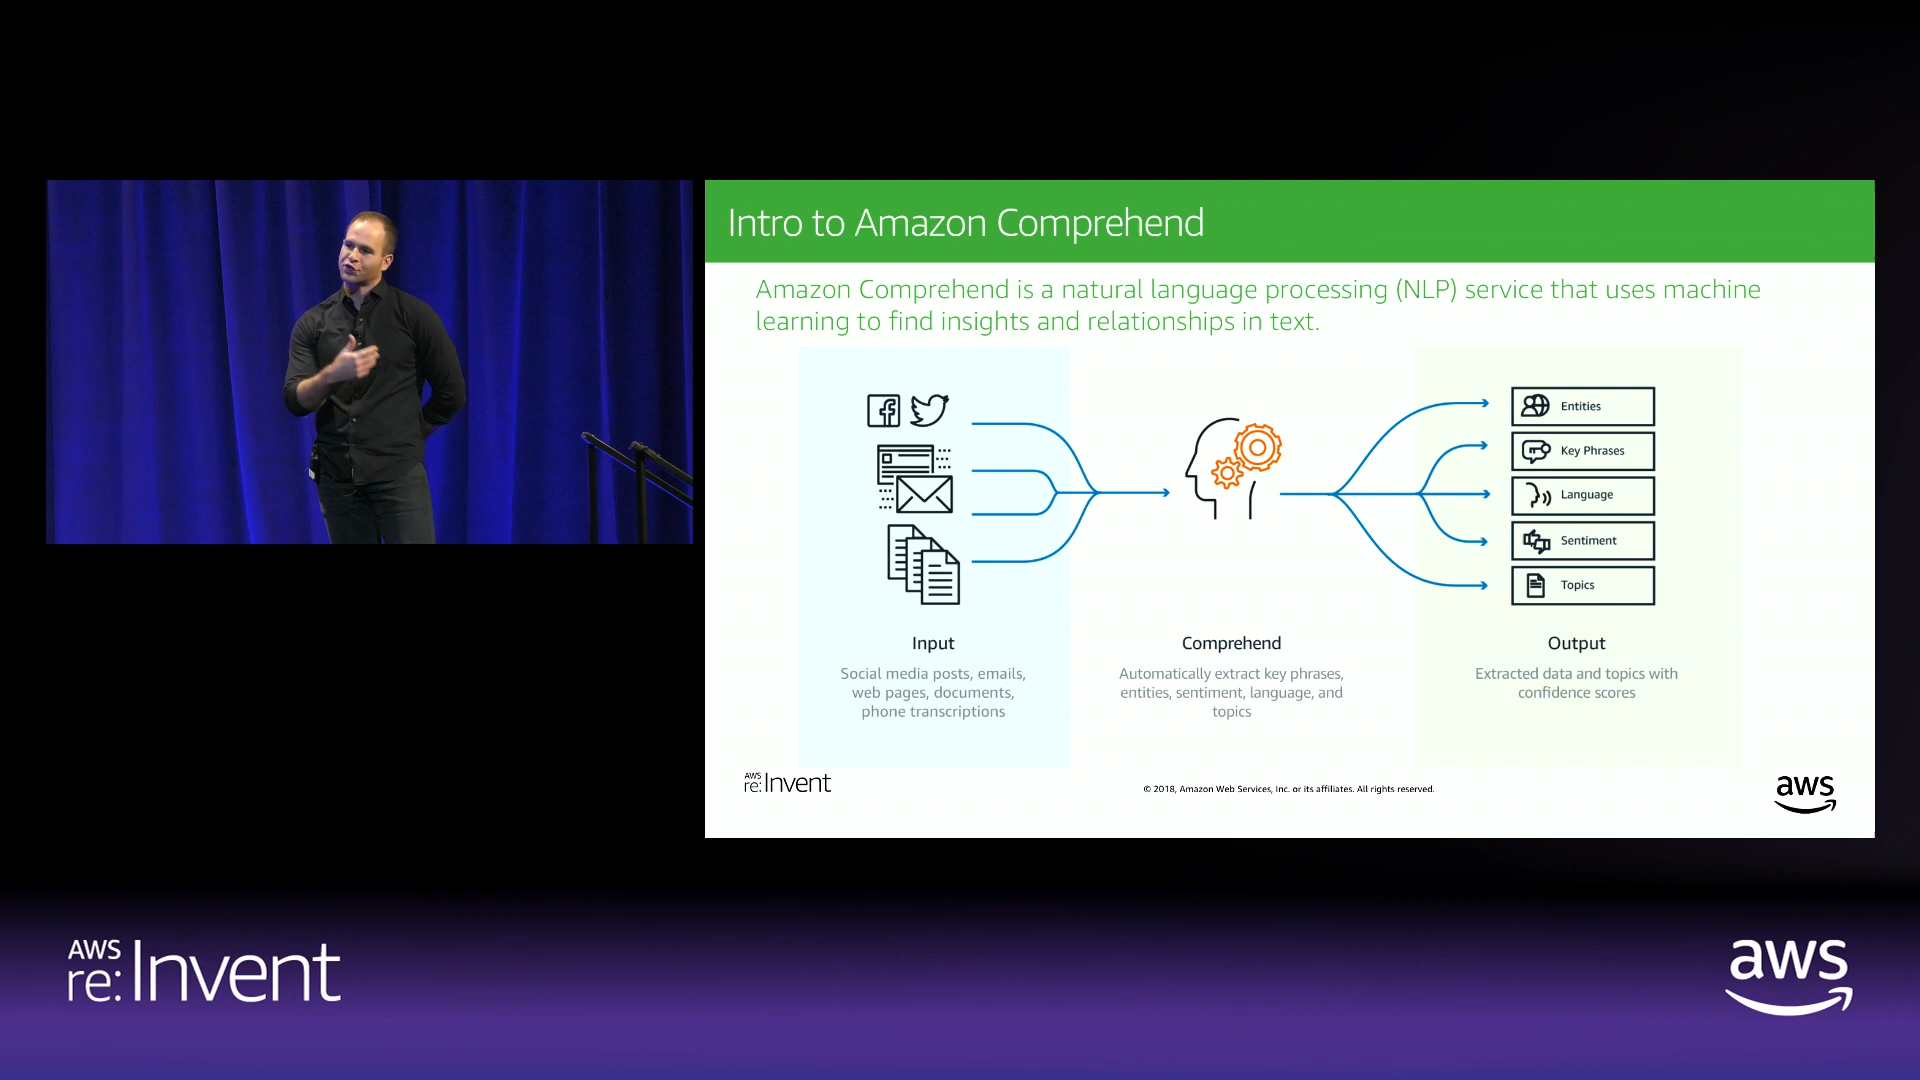 Intro to Amazon Comprehend
Amazon Comprehend is a natural language processing (NLP) service that uses machine
learning to find insights and relationships in text.
Entities
Key Phrases
Language
Sentiment
Topics
Input
Social media posts, emails,
web pages, documents,
phone transcriptions
Comprehend
Automatically extract key phrases,
entities, sentiment, language, and
topics
Output
Extracted data and topics with
confidence scores
AWS
re:Invent
© 2018, Amazon Web Services, Inc. or its affiliates. All rights reserved.
aws
AWS
re:Invent
aws